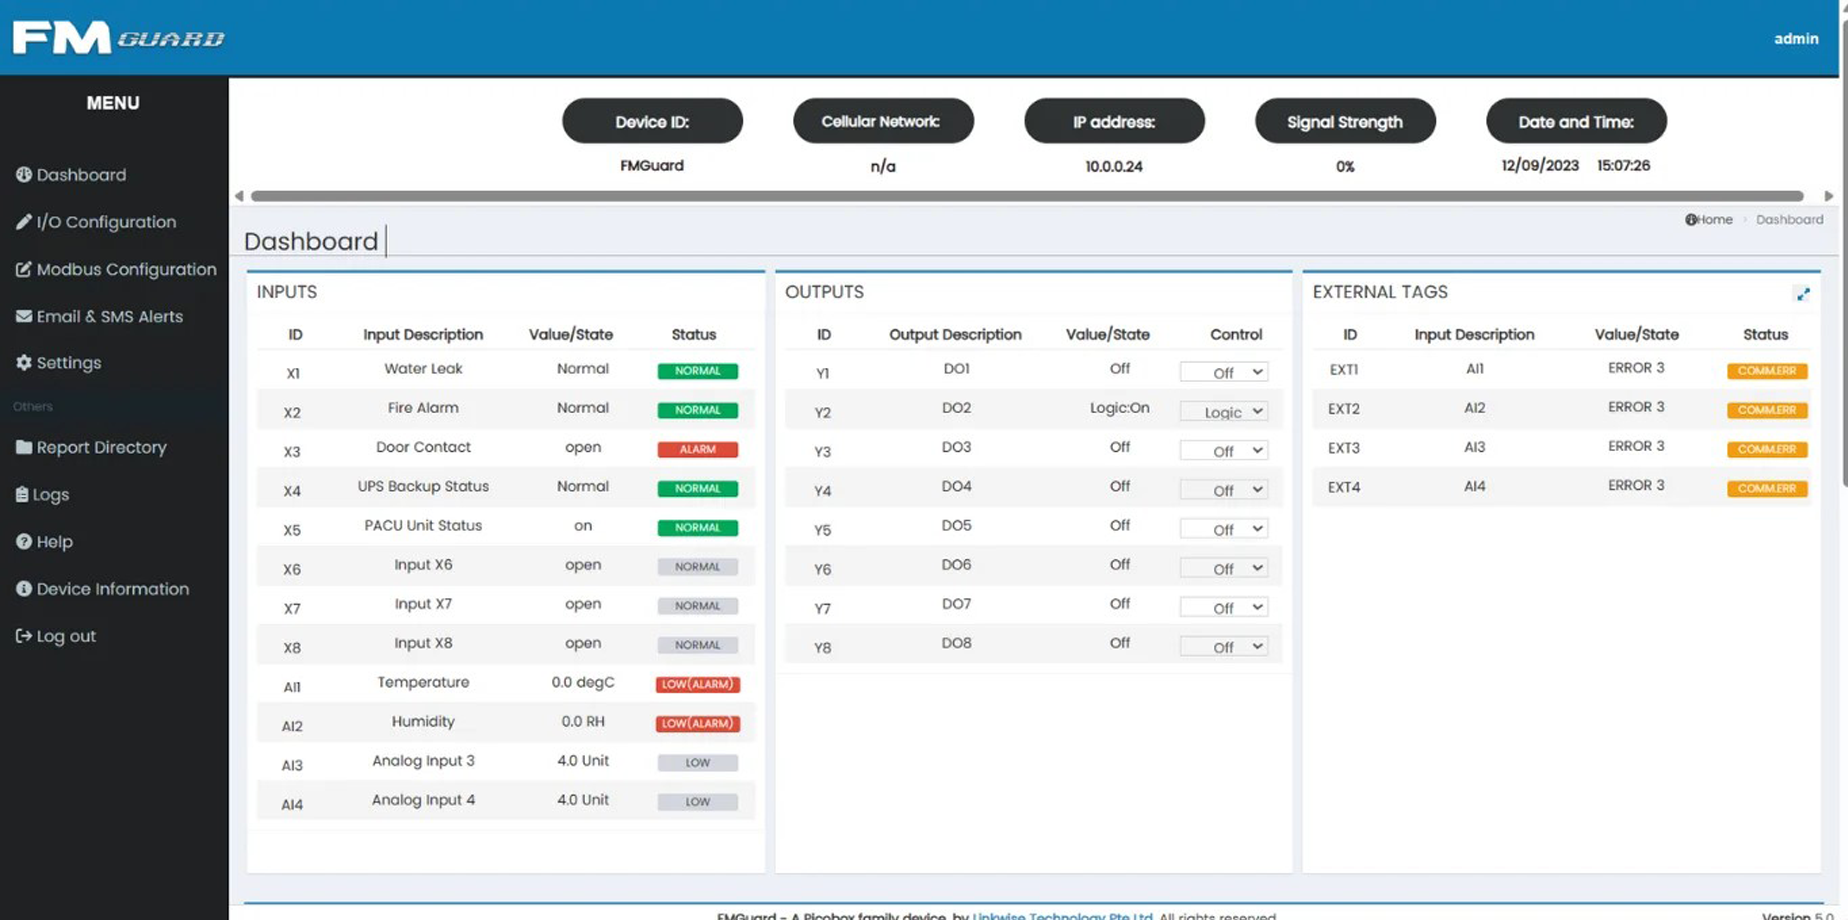 FM GUARD
admin
MENU
Dashboard
I/O Configuration
Modbus Configuration
Email & SMS Alerts
Settings
Others
Report Directory
Logs
Help
Device Information
Log out
Device ID: Cellular Network: IP address: Signal Strength Date and Time:
FMGuard n/a 10.0.0.24 0% 12/09/2023 15:07:26
Home Dashboard
Dashboard
INPUTS
ID Input Description Value/State Status
X1 Water Leak Normal NORMAL
X2 Fire Alarm Normal NORMAL
X3 Door Contact open ALARM
X4 UPS Backup Status Normal NORMAL
X5 PACU Unit Status on NORMAL
X6 Input X6 open NORMAL
X7 Input X7 open NORMAL
X8 Input X8 open NORMAL
AI1 Temperature 0.0 degC LOW(ALARM)
AI2 Humidity 0.0 RH LOW(ALARM)
AI3 Analog Input 3 4.0 Unit LOW
AI4 Analog Input 4 4.0 Unit LOW
OUTPUTS
ID Output Description Value/State Control
Y1 DO1 Off Off
Y2 DO2 Logic:On Logic
Y3 DO3 Off Off
Y4 DO4 Off Off
Y5 DO5 Off Off
Y6 DO6 Off Off
Y7 DO7 Off Off
Y8 DO8 Off Off
EXTERNAL TAGS
ID Input Description Value/State Status
EXT1 AI1 ERROR 3 COMM.ERR
EXT2 AI2 ERROR 3 COMM.ERR
EXT3 AI3 ERROR 3 COMM.ERR
EXT4 AI4 ERROR 3 COMM.ERR
FMGuard - A Picobox family device, by Linkwise Technology Pte Ltd. All rights reserved.
Version 5.0